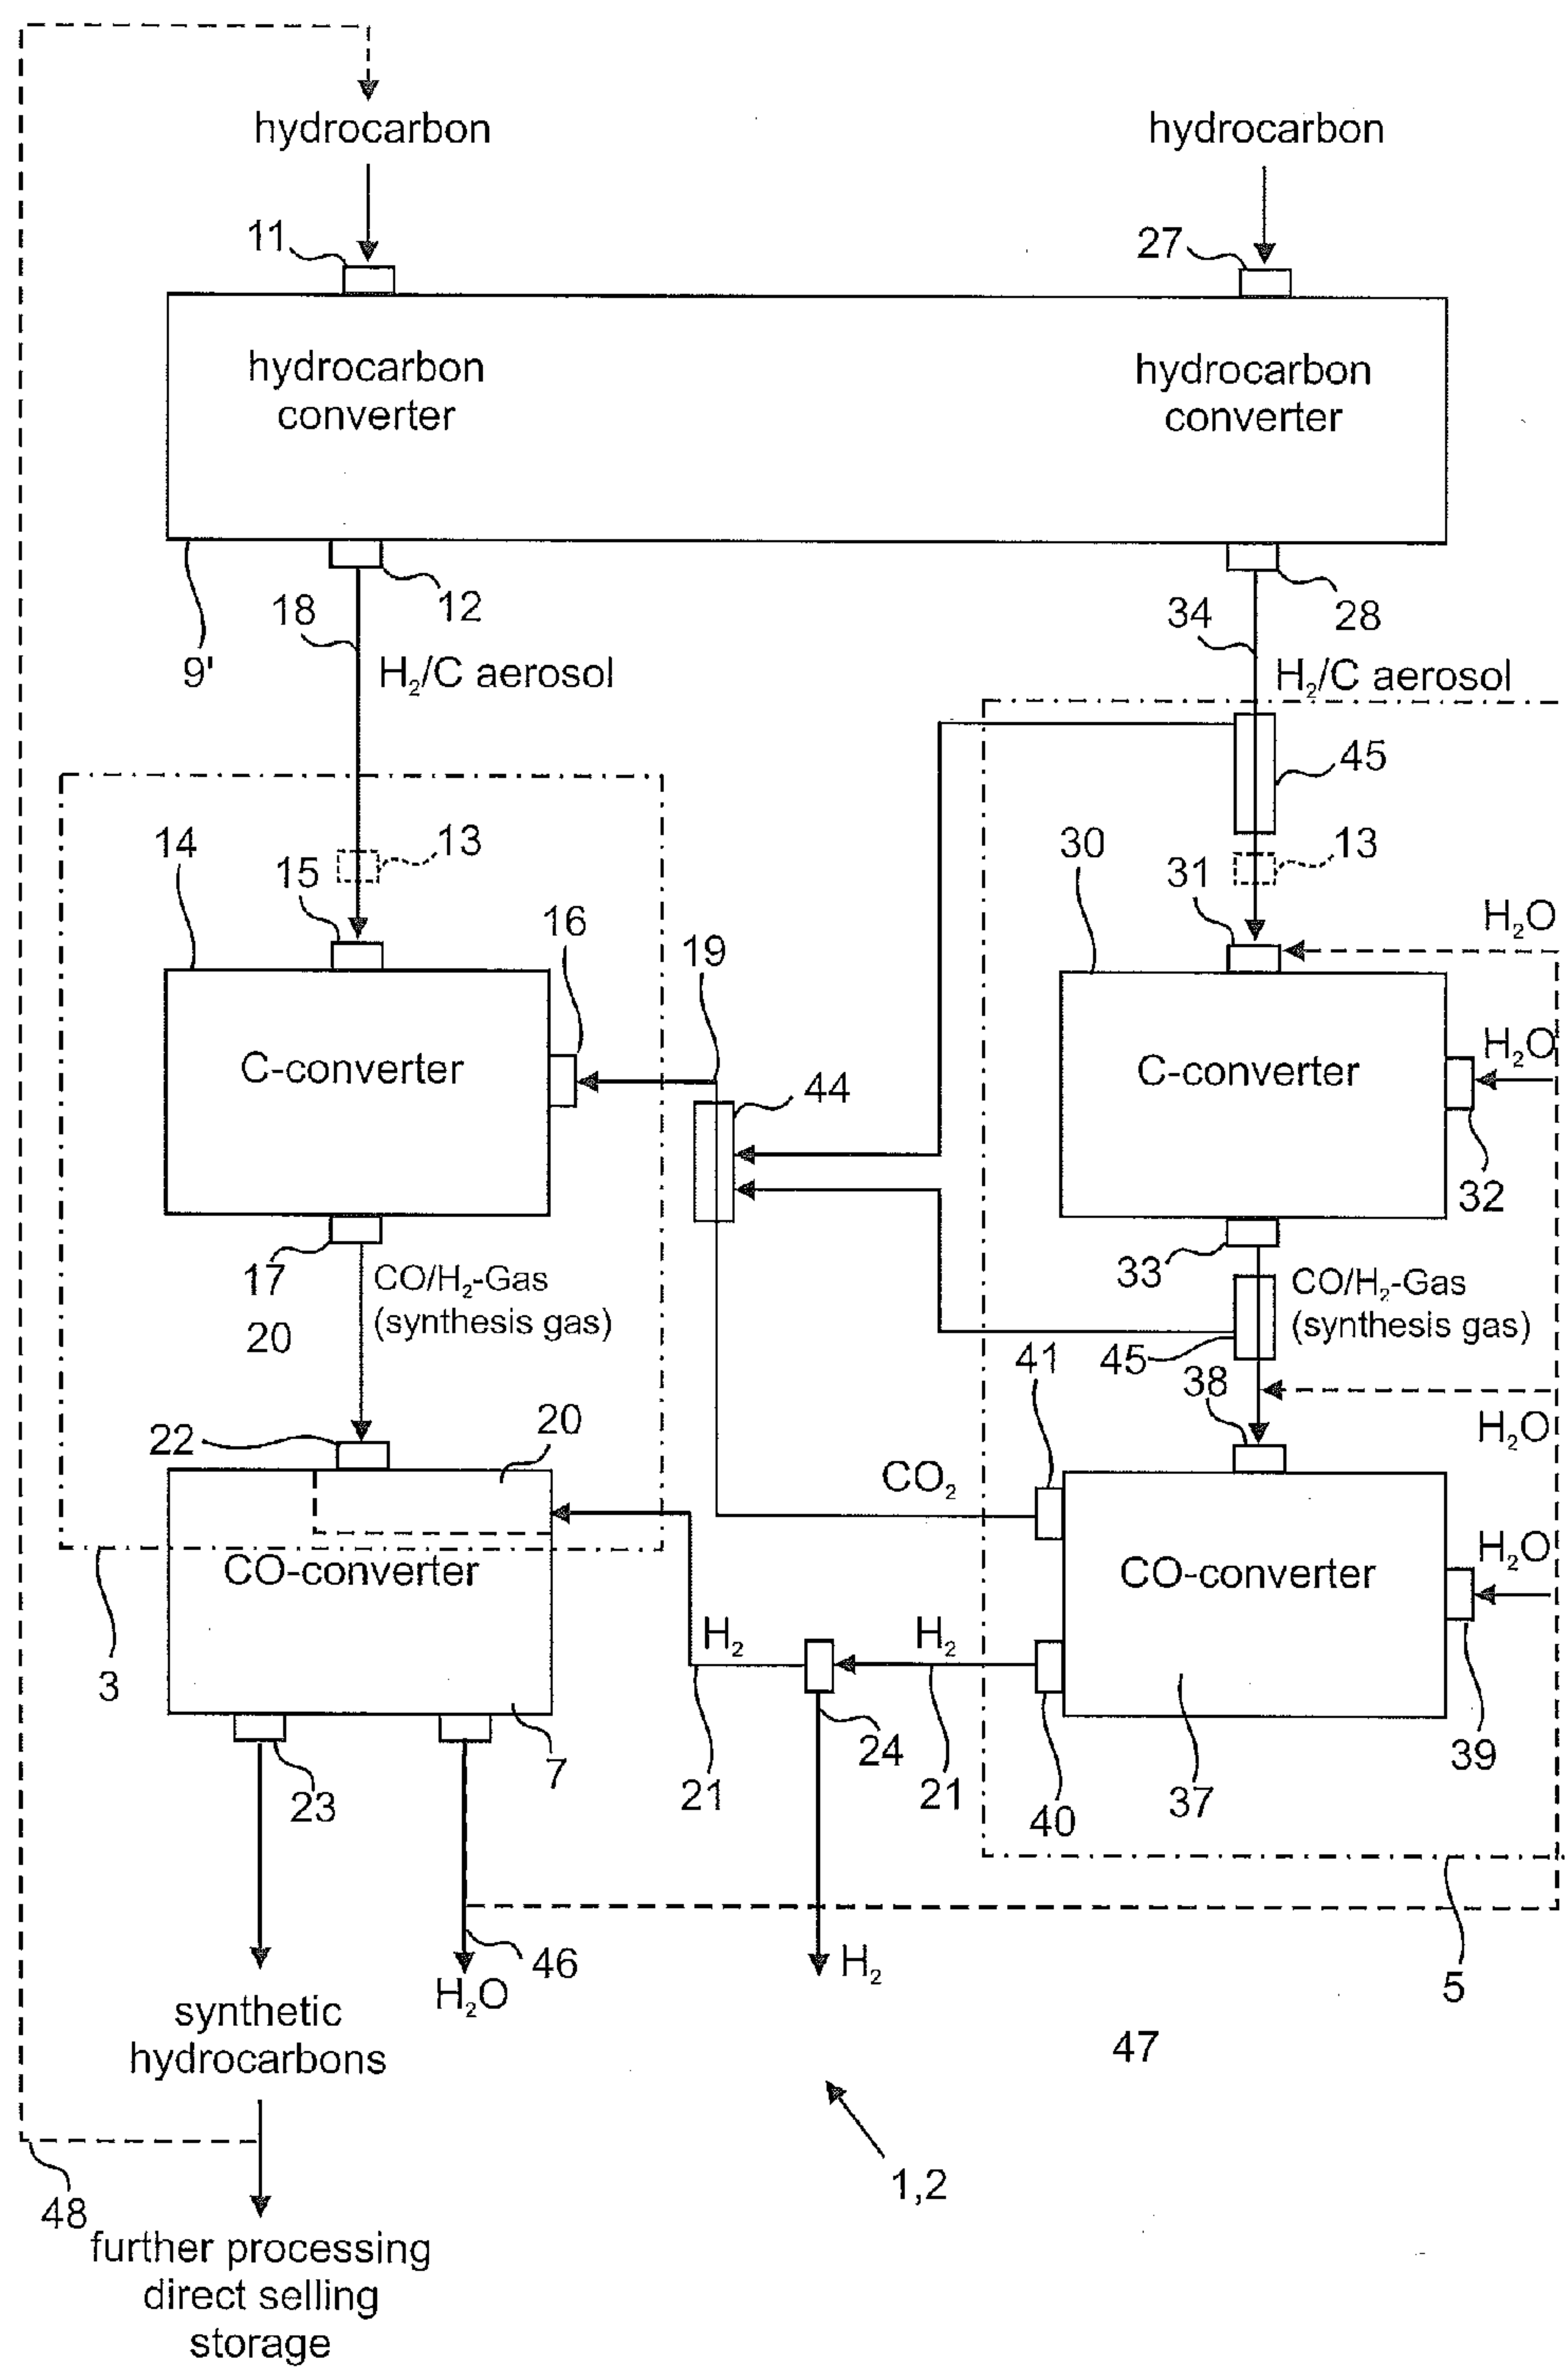 hydrocarbon
hydrocarbon
11
27
hydrocarbon
converter
hydrocarbon
converter
12
28
18
34
9'
H₂/C aerosol
H₂/C aerosol
45
14
13
15
30
31
13
16
H₂O
19
H₂O
C-converter
44
C-converter
32
17
CO/H₂-Gas
(synthesis gas)
20
33
CO/H₂-Gas
(synthesis gas)
45
41
38
22
20
H₂O
CO₂
CO-converter
CO-converter
H₂O
3
H₂
H₂
7
23
21
24
21
40
37
39
46
H₂O
H₂
5
synthetic
hydrocarbons
47
1,2
48
further processing
direct selling
storage